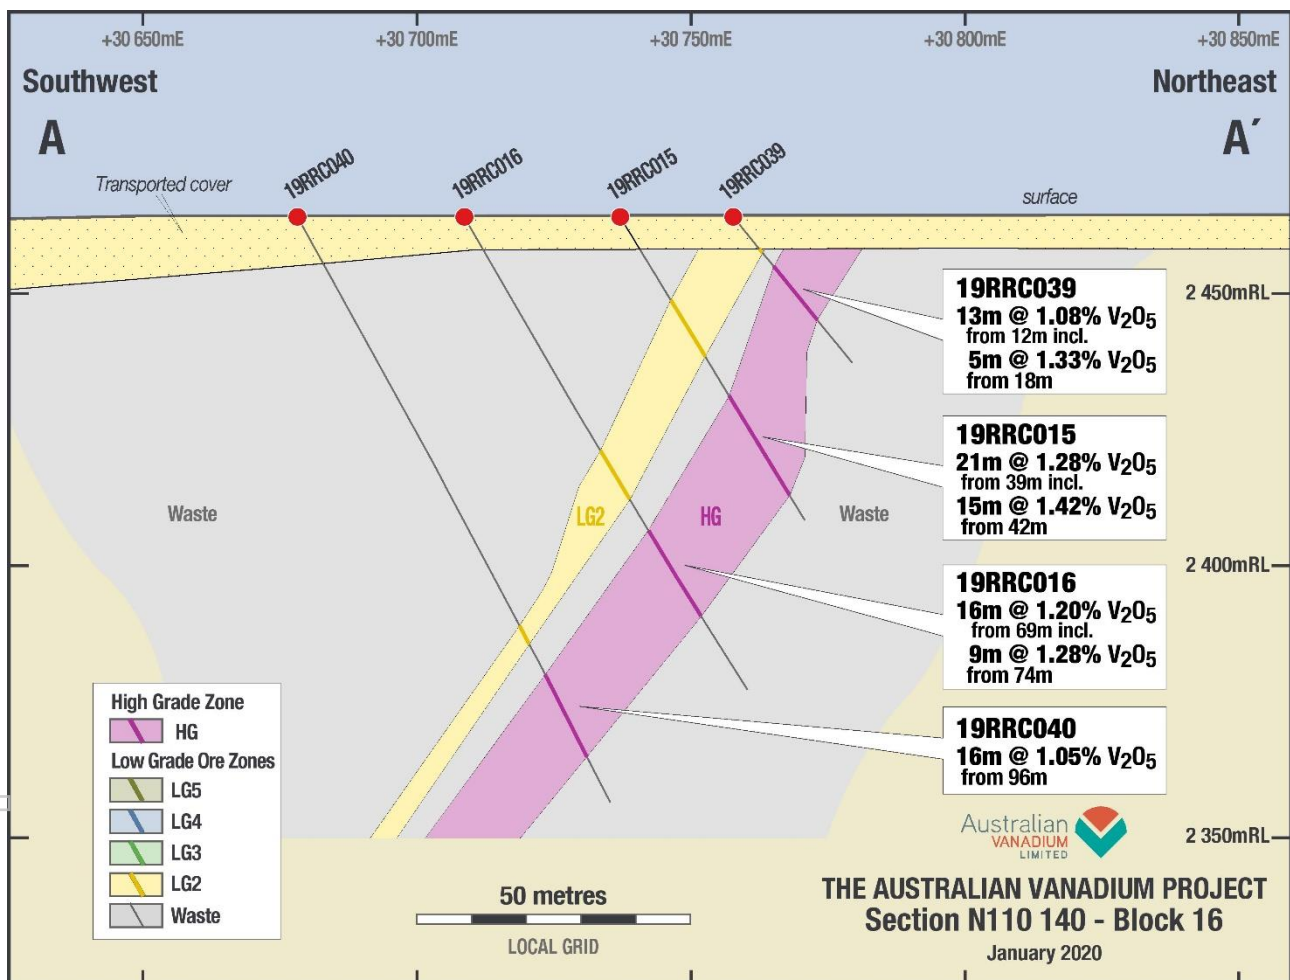 +30 650mE
+30 700mE
+30 750mE
+30 800mE
+30 850mE
Southwest
Northeast
A
A´
19RRC040
19RRC016
19RRC015
19RRC039
Transported cover
surface
19RRC039
13m @ 1.08% V₂O₅
from 12m incl.
5m @ 1.33% V₂O₅
from 18m
2 450mRL
19RRC015
21m @ 1.28% V₂O₅
from 39m incl.
15m @ 1.42% V₂O₅
from 42m
Waste
LG2
HG
Waste
2 400mRL
19RRC016
16m @ 1.20% V₂O₅
from 69m incl.
9m @ 1.28% V₂O₅
from 74m
19RRC040
16m @ 1.05% V₂O₅
from 96m
High Grade Zone
HG
Low Grade Ore Zones
LG5
LG4
LG3
LG2
Waste
Australian
VANADIUM
LIMITED
2 350mRL
50 metres
LOCAL GRID
THE AUSTRALIAN VANADIUM PROJECT
Section N110 140 - Block 16
January 2020